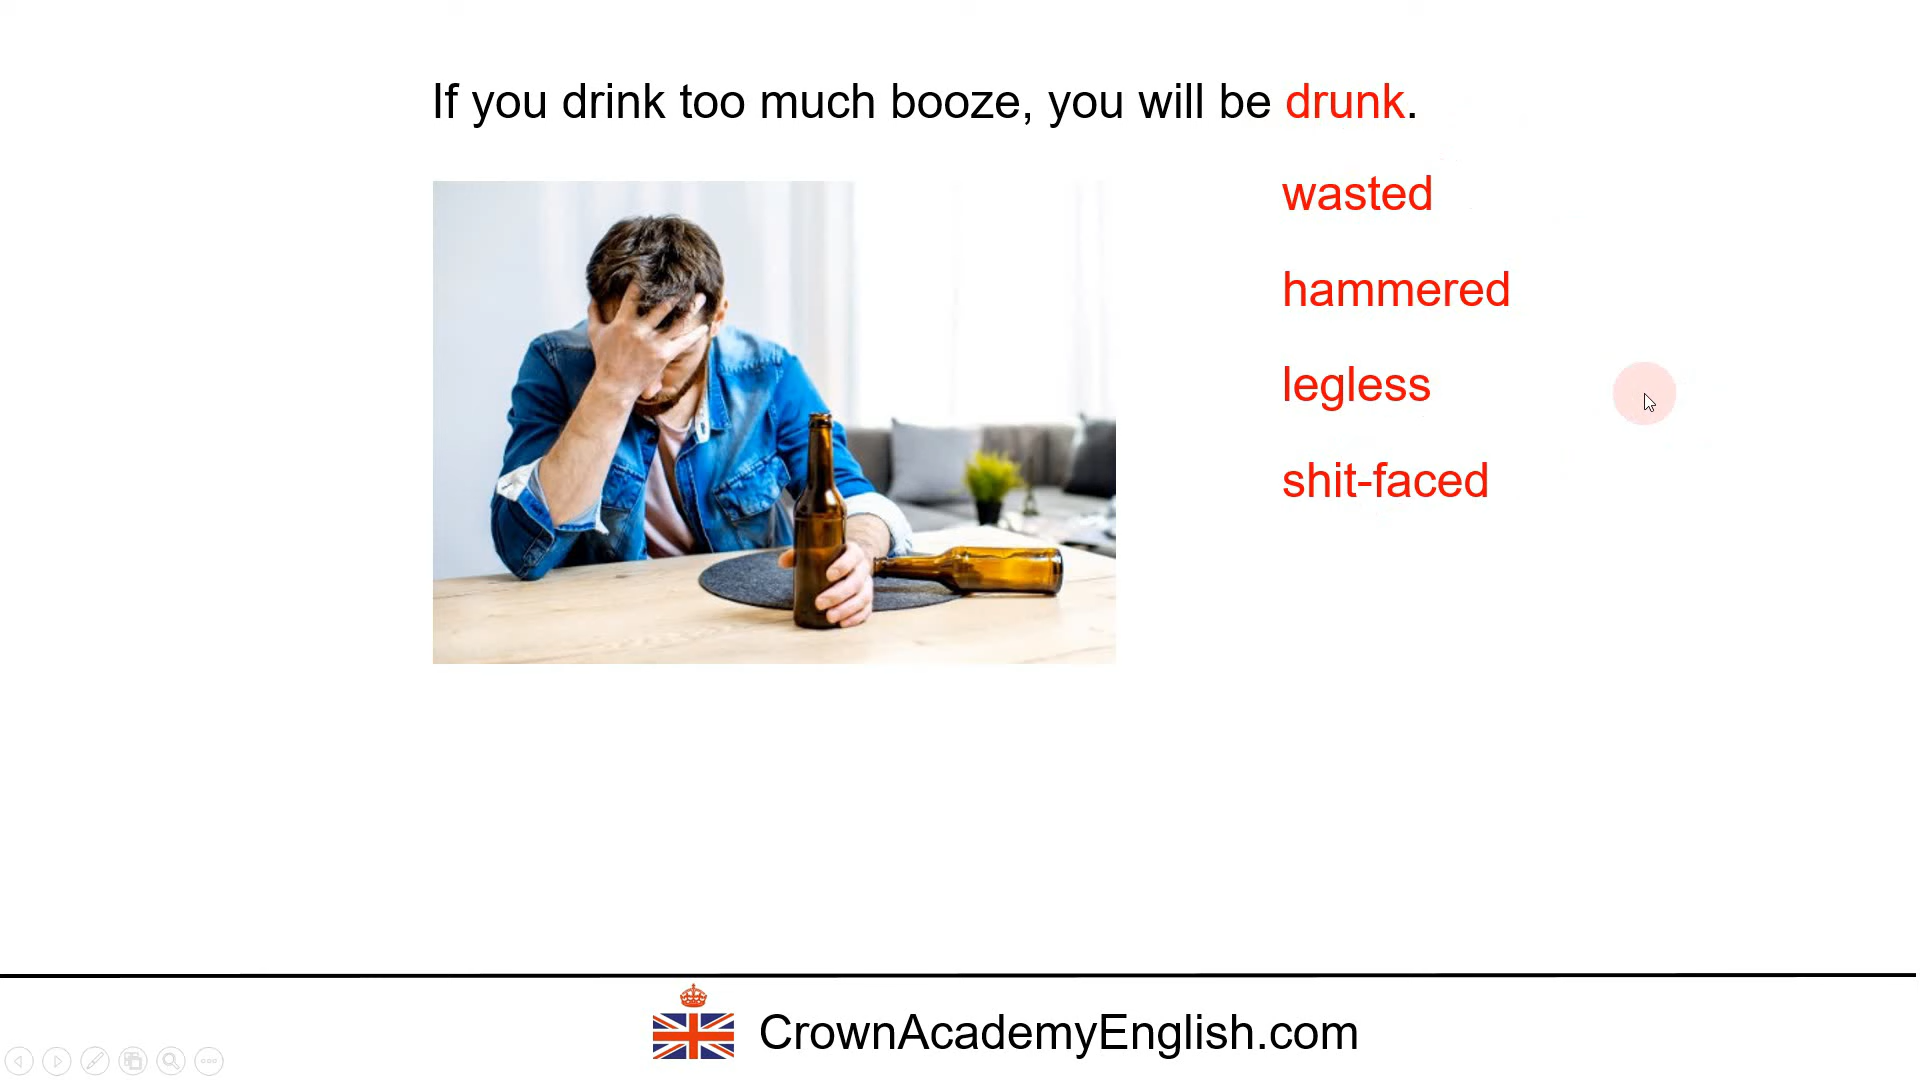 If you drink too much booze, you will be drunk.
wasted
hammered
legless
shit-faced
CrownAcademyEnglish.com